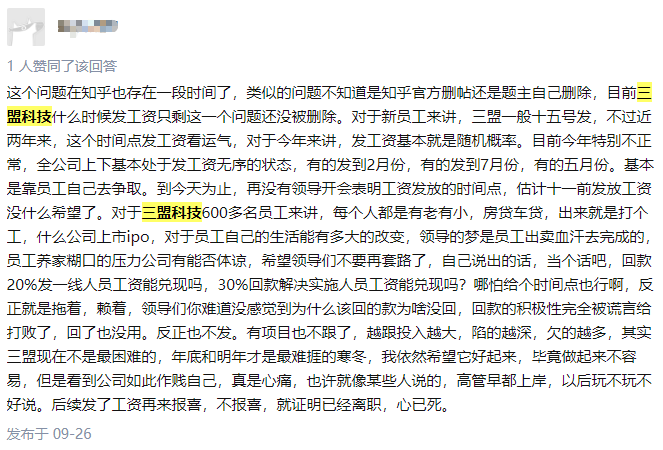 1 人赞同了该回答
这个问题在知乎也存在一段时间了，类似的问题不知道是知乎官方删帖还是题主自己删除，目前三
盟科技什么时候发工资只剩这一个问题还没被删除。对于新员工来讲，三盟一般十五号发，不过近
两年来，这个时间点发工资看运气，对于今年来讲，发工资基本就是随机概率。目前今年特别不正
常，全公司上下基本处于发工资无序的状态，有的发到2月份，有的发到7月份，有的五月份。基本
是靠员工自己去争取。到今天为止，再没有领导开会表明工资发放的时间点，估计十一前发放工资
没什么希望了。对于三盟科技600多名员工来讲，每个人都是有老有小，房贷车贷，出来就是打个
工，什么公司上市ipo，对于员工自己的生活能有多大的改变，领导的梦是员工出卖血汗去完成的，
员工养家糊口的压力公司有能否体谅，希望领导们不要再套路了，自己说出的话，当个话吧，回款
20%发一线人员工资能兑现吗，30%回款解决实施人员工资能兑现吗？哪怕给个时间点也行啊，反
正就是拖着，赖着，领导们你难道没感觉到为什么该回的款为啥没回，回款的积极性完全被谎言给
打败了，回了也没用。反正也不发。有项目也不跟了，越跟投入越大，陷的越深，欠的越多，其实
三盟现在不是最困难的，年底和明年才是最难捱的寒冬，我依然希望它好起来，毕竟做起来不容
易，但是看到公司如此作贱自己，真是心痛，也许就像某些人说的，高管早都上岸，以后玩不玩不
好说。后续发了工资再来报喜，不报喜，就证明已经离职，心已死。
发布于 09-26